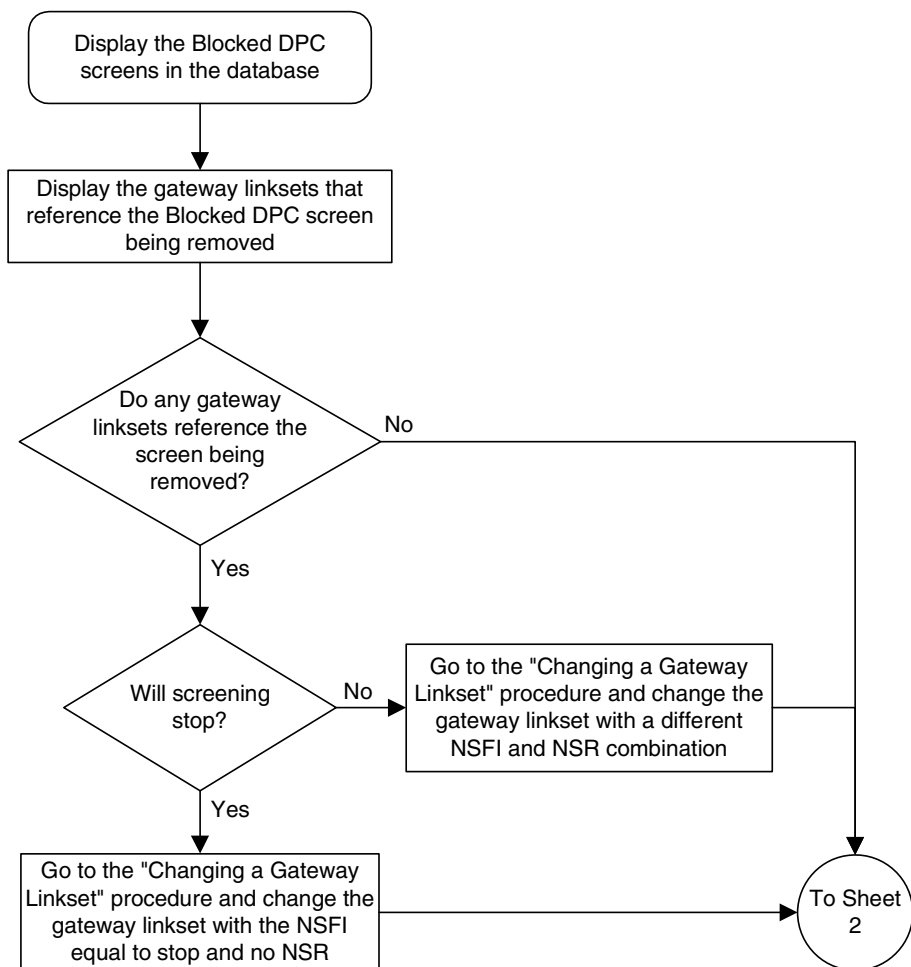 Display the Blocked DPC
screens in the database
Display the gateway linksets that
reference the Blocked DPC screen
being removed
Do any gateway
linksets reference the
screen being
removed?
No
Yes
Will screening
stop?
No
Go to the "Changing a Gateway
Linkset" procedure and change the
gateway linkset with a different
NSFI and NSR combination
Yes
Go to the "Changing a Gateway
Linkset" procedure and change the
gateway linkset with the NSFI
equal to stop and no NSR
To Sheet
2